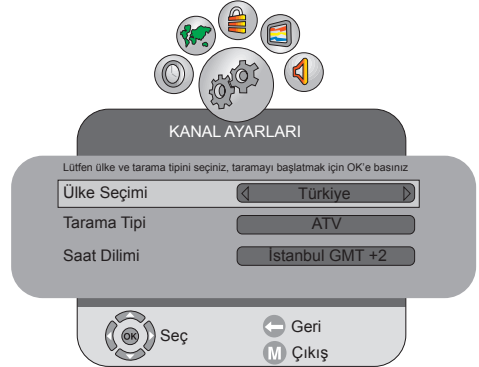 KANAL AYARLARI
Lütfen ülke ve tarama tipini seçiniz, taramayı başlatmak için OK'e basınız
Ülke Seçimi Türkiye
Tarama Tipi ATV
Saat Dilimi İstanbul GMT +2
OK Seç
Geri
M Çıkış